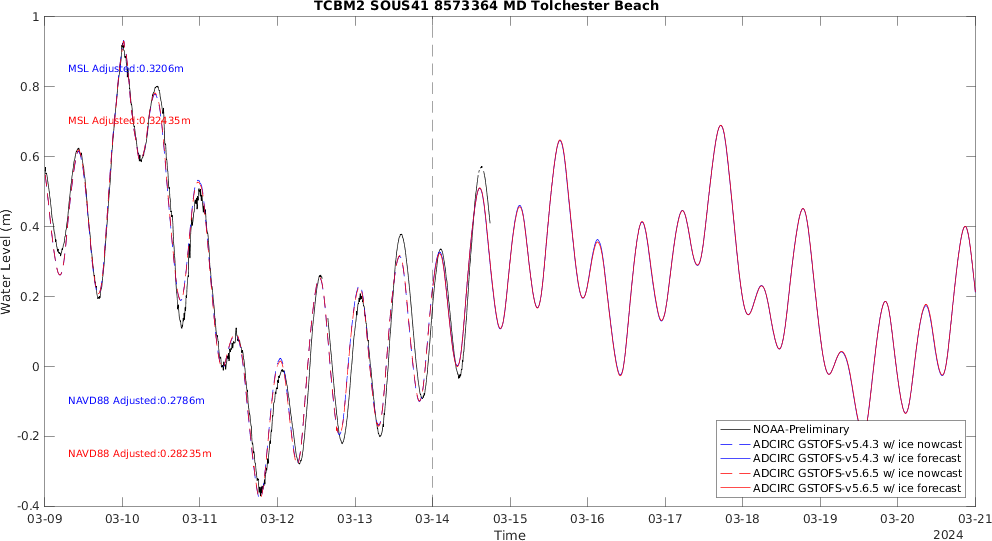 TCBM2 SOUS41 8573364 MD Tolchester Beach
1
0.8
0.6
0.4
0.2
0
-0.2
-0.4
Water Level (m)
MSL Adjusted:0.3206m
MSL Adjusted:0.32435m
NAVD88 Adjusted:0.2786m
NAVD88 Adjusted:0.28235m
NOAA-Preliminary
ADCIRC GSTOFS-v5.4.3 w/ ice nowcast
ADCIRC GSTOFS-v5.4.3 w/ ice forecast
ADCIRC GSTOFS-v5.6.5 w/ ice nowcast
ADCIRC GSTOFS-v5.6.5 w/ ice forecast
03-09 03-10 03-11 03-12 03-13 03-14 03-15 03-16 03-17 03-18 03-19 03-20 03-21
Time
2024